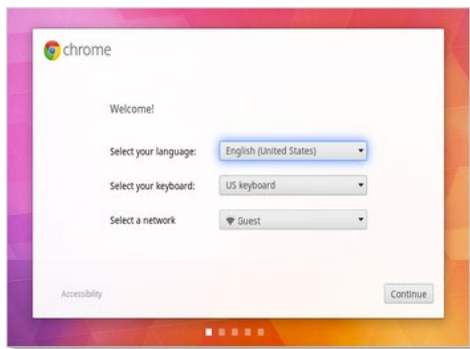 chrome
Welcome!
Select your language: English (United States)
Select your keyboard: US keyboard
Select a network Guest
Accessibility Continue